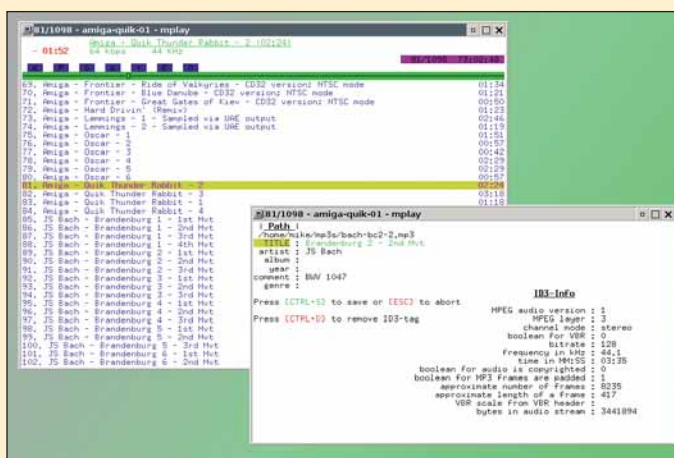 81/1098 - amiga-quik-01 - mplay
Amiga - Quik Thunder Rabbit - 2 (02:24)
- 01:52 64 kbps 44 KHz
81/1098 73:02:40
69. Amiga - Frontier - Ride of Valkyries - CD32 version; NTSC mode 01:34
70. Amiga - Frontier - Blue Danube - CD32 version; NTSC mode 01:21
71. Amiga - Frontier - Great Gates of Kiev - CD32 version; NTSC mode 00:50
72. Amiga - Hard Drivin' (Remix) 01:23
73. Amiga - Lemmings - 1 - Sampled via UAE output 02:46
74. Amiga - Lemmings - 2 - Sampled via UAE output 01:19
75. Amiga - Oscar - 1 01:51
76. Amiga - Oscar - 2 00:57
77. Amiga - Oscar - 3 00:42
78. Amiga - Oscar - 4 02:29
79. Amiga - Oscar - 5 02:29
80. Amiga - Oscar - 6 00:57
81. Amiga - Quik Thunder Rabbit - 2 02:24
82. Amiga - Quik Thunder Rabbit - 3 03:18
83. Amiga - Quik Thunder Rabbit - 1 01:18
84. Amiga - Quik Thunder Rabbit - 4
85. JS Bach - Brandenburg 1 - 1st Mvt
86. JS Bach - Brandenburg 1 - 2nd Mvt
87. JS Bach - Brandenburg 1 - 3rd Mvt
88. JS Bach - Brandenburg 1 - 4th Mvt
89. JS Bach - Brandenburg 2 - 1st Mvt
90. JS Bach - Brandenburg 2 - 2nd Mvt
91. JS Bach - Brandenburg 2 - 3rd Mvt
92. JS Bach - Brandenburg 3 - 1st Mvt
93. JS Bach - Brandenburg 3 - 2nd Mvt
94. JS Bach - Brandenburg 3 - 3rd Mvt
95. JS Bach - Brandenburg 4 - 1st Mvt
96. JS Bach - Brandenburg 4 - 2nd Mvt
97. JS Bach - Brandenburg 4 - 3rd Mvt
98. JS Bach - Brandenburg 5 - 1st Mvt
99. JS Bach - Brandenburg 5 - 2nd Mvt
100. JS Bach - Brandenburg 5 - 3rd Mvt
101. JS Bach - Brandenburg 6 - 1st Mvt
102. JS Bach - Brandenburg 6 - 2nd Mvt
81/1098 - amiga-quik-01 - mplay
| Path |
/home/mike/mp3s/bach-bc2-2.mp3
TITLE : Brandenburg 2 - 2nd Mvt
artist : JS Bach
album :
year :
comment : BWV 1047
genre :
Press [CTRL+S] to save or [ESC] to abort
Press [CTRL+D] to remove ID3-tag
ID3-Info
MPEG audio version : 1
MPEG layer : 3
channel mode : stereo
boolean for VBR : 0
bitrate : 128
frequency in kHz : 44.1
time in MM:SS : 03:35
boolean for audio is copyrighted : 0
boolean for MP3 frames are padded : 1
approximate number of frames : 8235
approximate length of a frame : 417
VBR scale from VBR header :
bytes in audio stream : 3441894